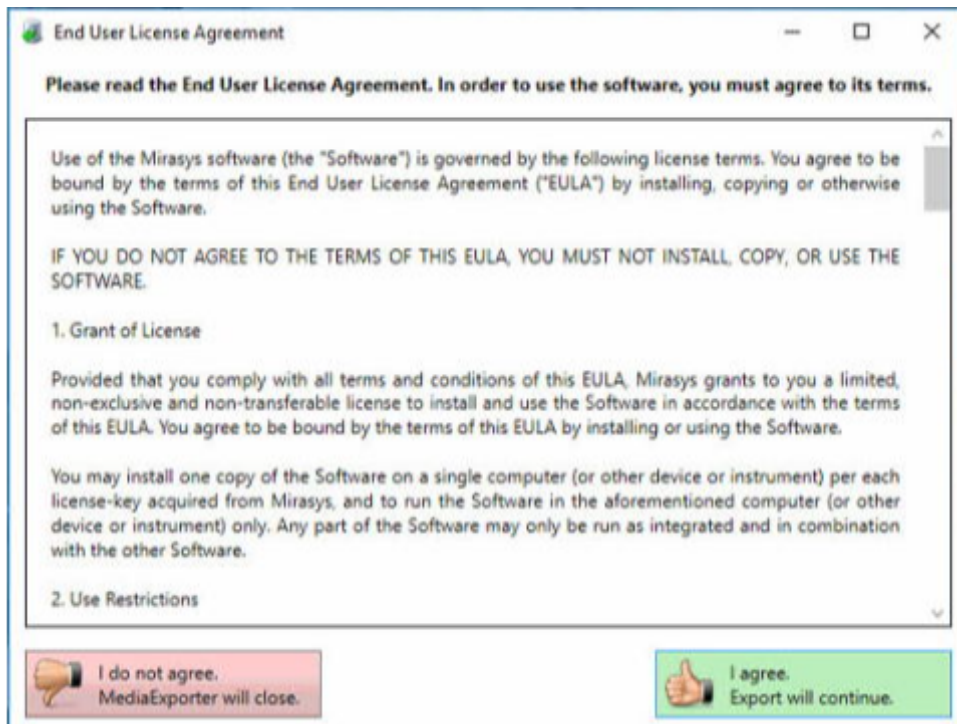 End User License Agreement
Please read the End User License Agreement. In order to use the software, you must agree to its terms.
Use of the Mirasys software (the "Software") is governed by the following license terms. You agree to be
bound by the terms of this End User License Agreement ("EULA") by installing, copying or otherwise
using the Software.
IF YOU DO NOT AGREE TO THE TERMS OF THIS EULA, YOU MUST NOT INSTALL, COPY, OR USE THE
SOFTWARE.
1. Grant of License
Provided that you comply with all terms and conditions of this EULA, Mirasys grants to you a limited,
non-exclusive and non-transferable license to install and use the Software in accordance with the terms
of this EULA. You agree to be bound by the terms of this EULA by installing or using the Software.
You may install one copy of the Software on a single computer (or other device or instrument) per each
license-key acquired from Mirasys, and to run the Software in the aforementioned computer (or other
device or instrument) only. Any part of the Software may only be run as integrated and in combination
with the other Software.
2. Use Restrictions
I do not agree.
MediaExporter will close.
I agree.
Export will continue.